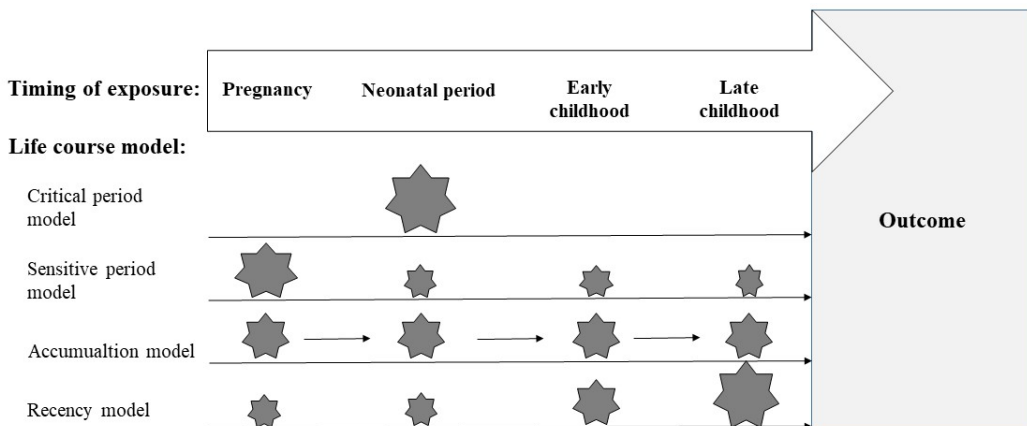 Timing of exposure:
Pregnancy
Neonatal period
Early
childhood
Late
childhood
Life course model:
Critical period
model
Outcome
Sensitive period
model
Accumualtion model
Recency model